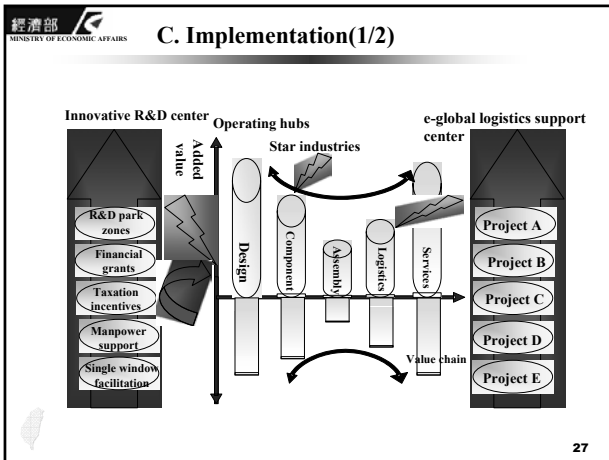 經濟部
MINISTRY OF ECONOMIC AFFAIRS
C. Implementation(1/2)
Innovative R&D center
Operating hubs
e-global logistics support
center
Star industries
Added
value
R&D park
zones
Financial
grants
Taxation
incentives
Manpower
support
Single window
facilitation
Design
Component
Assembly
Logistics
Services
Value chain
Project A
Project B
Project C
Project D
Project E
27